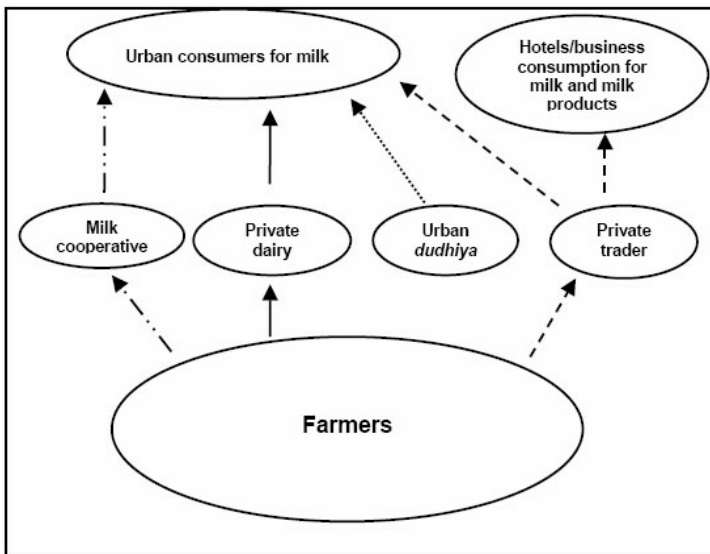 Urban consumers for milk
Hotels/business
consumption for
milk and milk
products
Milk
cooperative
Private
dairy
Urban
dudhiya
Private
trader
Farmers